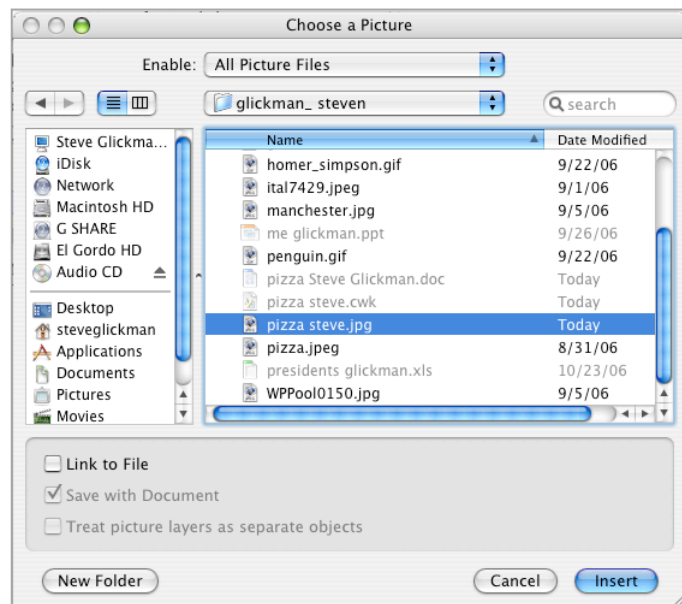 Choose a Picture
Enable: All Picture Files
glickman_ steven
search
Steve Glickma...
iDisk
Network
Macintosh HD
G SHARE
El Gordo HD
Audio CD
Desktop
steveglickman
Applications
Documents
Pictures
Movies
Name Date Modified
homer_simpson.gif 9/22/06
ital7429.jpeg 9/1/06
manchester.jpg 9/5/06
me glickman.ppt 9/26/06
penguin.gif 9/22/06
pizza Steve Glickman.doc Today
pizza steve.cwk Today
pizza steve.jpg Today
pizza.jpeg 8/31/06
presidents glickman.xls 10/23/06
WPPool0150.jpg 9/5/06
Link to File
Save with Document
Treat picture layers as separate objects
New Folder Cancel Insert